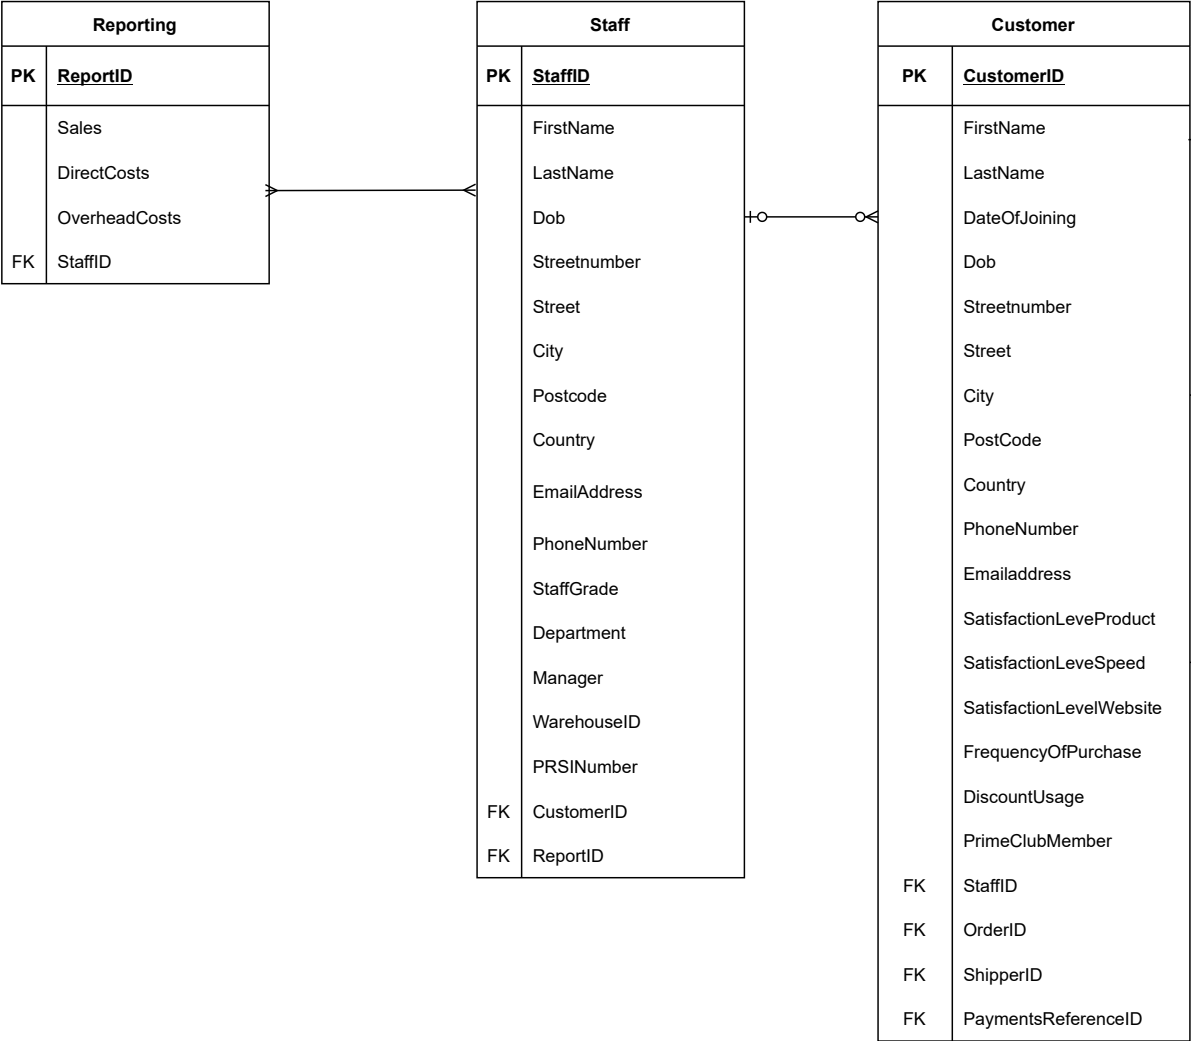 Reporting
PK ReportID
Sales
DirectCosts
OverheadCosts
FK StaffID
Staff
PK StaffID
FirstName
LastName
Dob
Streetnumber
Street
City
Postcode
Country
EmailAddress
PhoneNumber
StaffGrade
Department
Manager
WarehouseID
PRSINumber
FK CustomerID
FK ReportID
Customer
PK CustomerID
FirstName
LastName
DateOfJoining
Dob
Streetnumber
Street
City
PostCode
Country
PhoneNumber
Emailaddress
SatisfactionLeveProduct
SatisfactionLeveSpeed
SatisfactionLevelWebsite
FrequencyOfPurchase
DiscountUsage
PrimeClubMember
FK StaffID
FK OrderID
FK ShipperID
FK PaymentsReferenceID